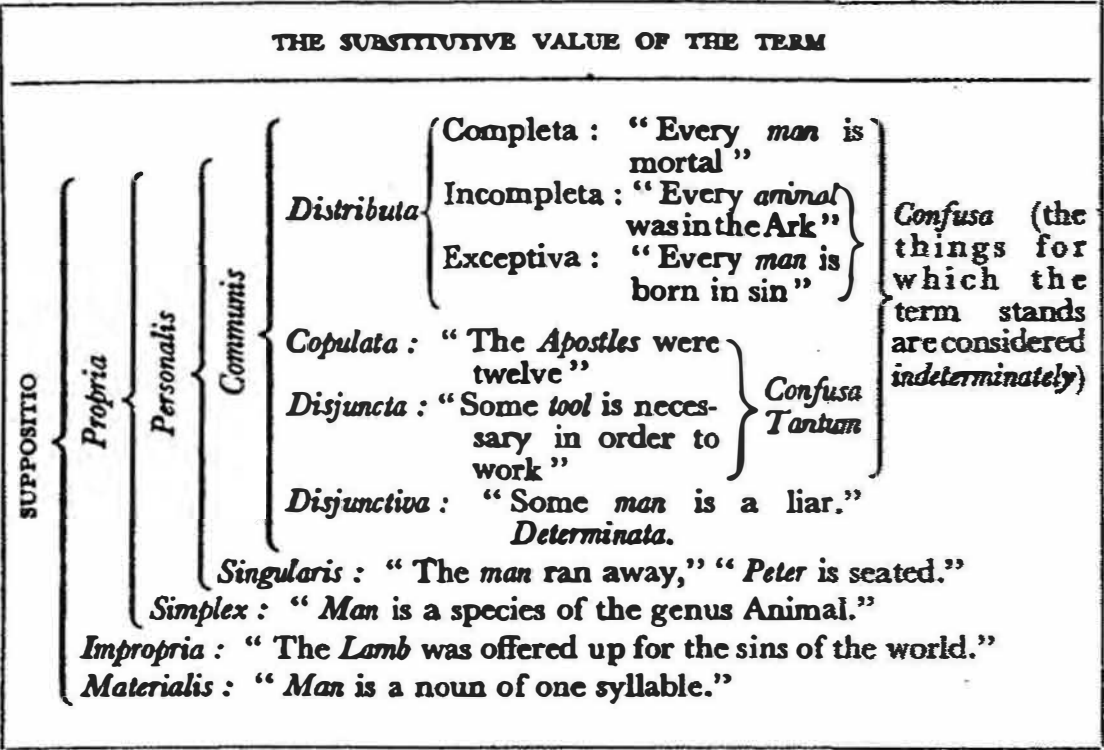 THE SUBSTITUTIVE VALUE OF THE TERM
SUPPOSITIO
Propria
Personalis
Communis
Distributa
Completa : “ Every man is
mortal ”
Incompleta : “ Every animal
was in the Ark ”
Exceptiva : “ Every man is
born in sin ”
Copulata : “ The Apostles were
twelve ”
Disjuncta : “ Some tool is neces-
sary in order to
work ”
Confusa
Tantum
Confusa (the
things for
which the
term stands
are considered
indeterminately)
Disjunctiva : “ Some man is a liar.”
Determinata.
Singularis : “ The man ran away,” “ Peter is seated.”
Simplex : “ Man is a species of the genus Animal.”
Impropria : “ The Lamb was offered up for the sins of the world.”
Materialis : “ Man is a noun of one syllable.”